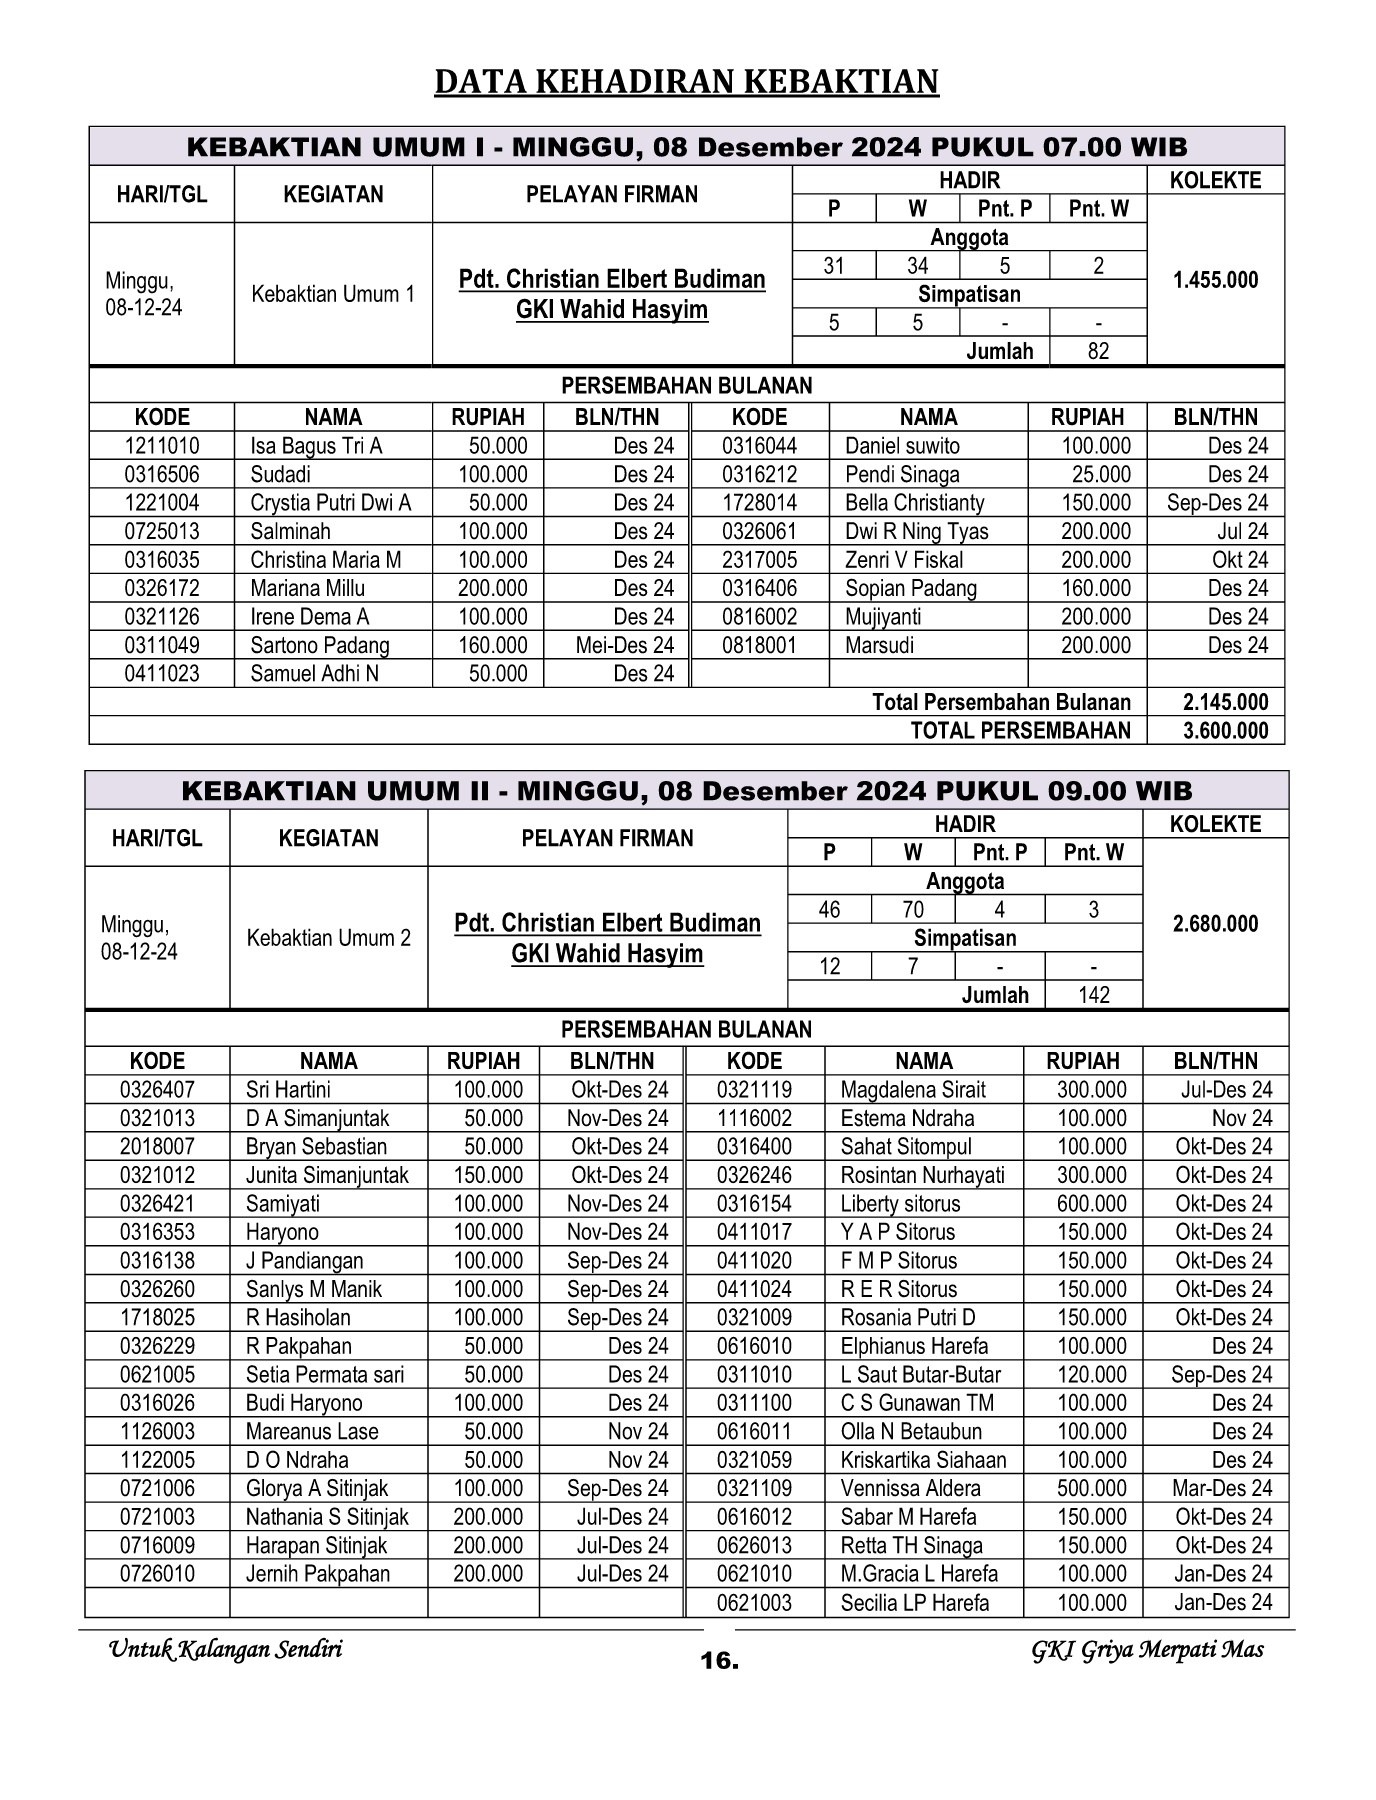 DATA KEHADIRAN KEBAKTIAN
KEBAKTIAN UMUM I - MINGGU, 08 Desember 2024 PUKUL 07.00 WIB
HARI/TGL KEGIATAN PELAYAN FIRMAN HADIR KOLEKTE
P W Pnt. P Pnt. W
Minggu,
08-12-24
Kebaktian Umum 1
Pdt. Christian Elbert Budiman
GKI Wahid Hasyim
Anggota
31 34 5 2
Simpatisan
5 5 - -
Jumlah 82
1.455.000
PERSEMBAHAN BULANAN
KODE NAMA RUPIAH BLN/THN KODE NAMA RUPIAH BLN/THN
1211010 Isa Bagus Tri A 50.000 Des 24 0316044 Daniel suwito 100.000 Des 24
0316506 Sudadi 100.000 Des 24 0316212 Pendi Sinaga 25.000 Des 24
1221004 Crystia Putri Dwi A 50.000 Des 24 1728014 Bella Christianty 150.000 Sep-Des 24
0725013 Salminah 100.000 Des 24 0326061 Dwi R Ning Tyas 200.000 Jul 24
0316035 Christina Maria M 100.000 Des 24 2317005 Zenri V Fiskal 200.000 Okt 24
0326172 Mariana Millu 200.000 Des 24 0316406 Sopian Padang 160.000 Des 24
0321126 Irene Dema A 100.000 Des 24 0816002 Mujiyanti 200.000 Des 24
0311049 Sartono Padang 160.000 Mei-Des 24 0818001 Marsudi 200.000 Des 24
0411023 Samuel Adhi N 50.000 Des 24
Total Persembahan Bulanan 2.145.000
TOTAL PERSEMBAHAN 3.600.000
KEBAKTIAN UMUM II - MINGGU, 08 Desember 2024 PUKUL 09.00 WIB
HARI/TGL KEGIATAN PELAYAN FIRMAN HADIR KOLEKTE
P W Pnt. P Pnt. W
Minggu,
08-12-24
Kebaktian Umum 2
Pdt. Christian Elbert Budiman
GKI Wahid Hasyim
Anggota
46 70 4 3
Simpatisan
12 7 - -
Jumlah 142
2.680.000
PERSEMBAHAN BULANAN
KODE NAMA RUPIAH BLN/THN KODE NAMA RUPIAH BLN/THN
0326407 Sri Hartini 100.000 Okt-Des 24 0321119 Magdalena Sirait 300.000 Jul-Des 24
0321013 D A Simanjuntak 50.000 Nov-Des 24 1116002 Estema Ndraha 100.000 Nov 24
2018007 Bryan Sebastian 50.000 Okt-Des 24 0316400 Sahat Sitompul 100.000 Okt-Des 24
0321012 Junita Simanjuntak 150.000 Okt-Des 24 0326246 Rosintan Nurhayati 300.000 Okt-Des 24
0326421 Samiyati 100.000 Nov-Des 24 0316154 Liberty sitorus 600.000 Okt-Des 24
0316353 Haryono 100.000 Nov-Des 24 0411017 Y A P Sitorus 150.000 Okt-Des 24
0316138 J Pandiangan 100.000 Sep-Des 24 0411020 F M P Sitorus 150.000 Okt-Des 24
0326260 Sanlys M Manik 100.000 Sep-Des 24 0411024 R E R Sitorus 150.000 Okt-Des 24
1718025 R Hasiholan 100.000 Sep-Des 24 0321009 Rosania Putri D 150.000 Okt-Des 24
0326229 R Pakpahan 50.000 Des 24 0616010 Elphianus Harefa 100.000 Des 24
0621005 Setia Permata sari 50.000 Des 24 0311010 L Saut Butar-Butar 120.000 Sep-Des 24
0316026 Budi Haryono 100.000 Des 24 0311100 C S Gunawan TM 100.000 Des 24
1126003 Mareanus Lase 50.000 Nov 24 0616011 Olla N Betaubun 100.000 Des 24
1122005 D O Ndraha 50.000 Nov 24 0321059 Kriskartika Siahaan 100.000 Des 24
0721006 Glorya A Sitinjak 100.000 Sep-Des 24 0321109 Vennissa Aldera 500.000 Mar-Des 24
0721003 Nathania S Sitinjak 200.000 Jul-Des 24 0616012 Sabar M Harefa 150.000 Okt-Des 24
0716009 Harapan Sitinjak 200.000 Jul-Des 24 0626013 Retta TH Sinaga 150.000 Okt-Des 24
0726010 Jernih Pakpahan 200.000 Jul-Des 24 0621010 M.Gracia L Harefa 100.000 Jan-Des 24
0621003 Secilia LP Harefa 100.000 Jan-Des 24
Untuk Kalangan Sendiri 16. GKI Griya Merpati Mas